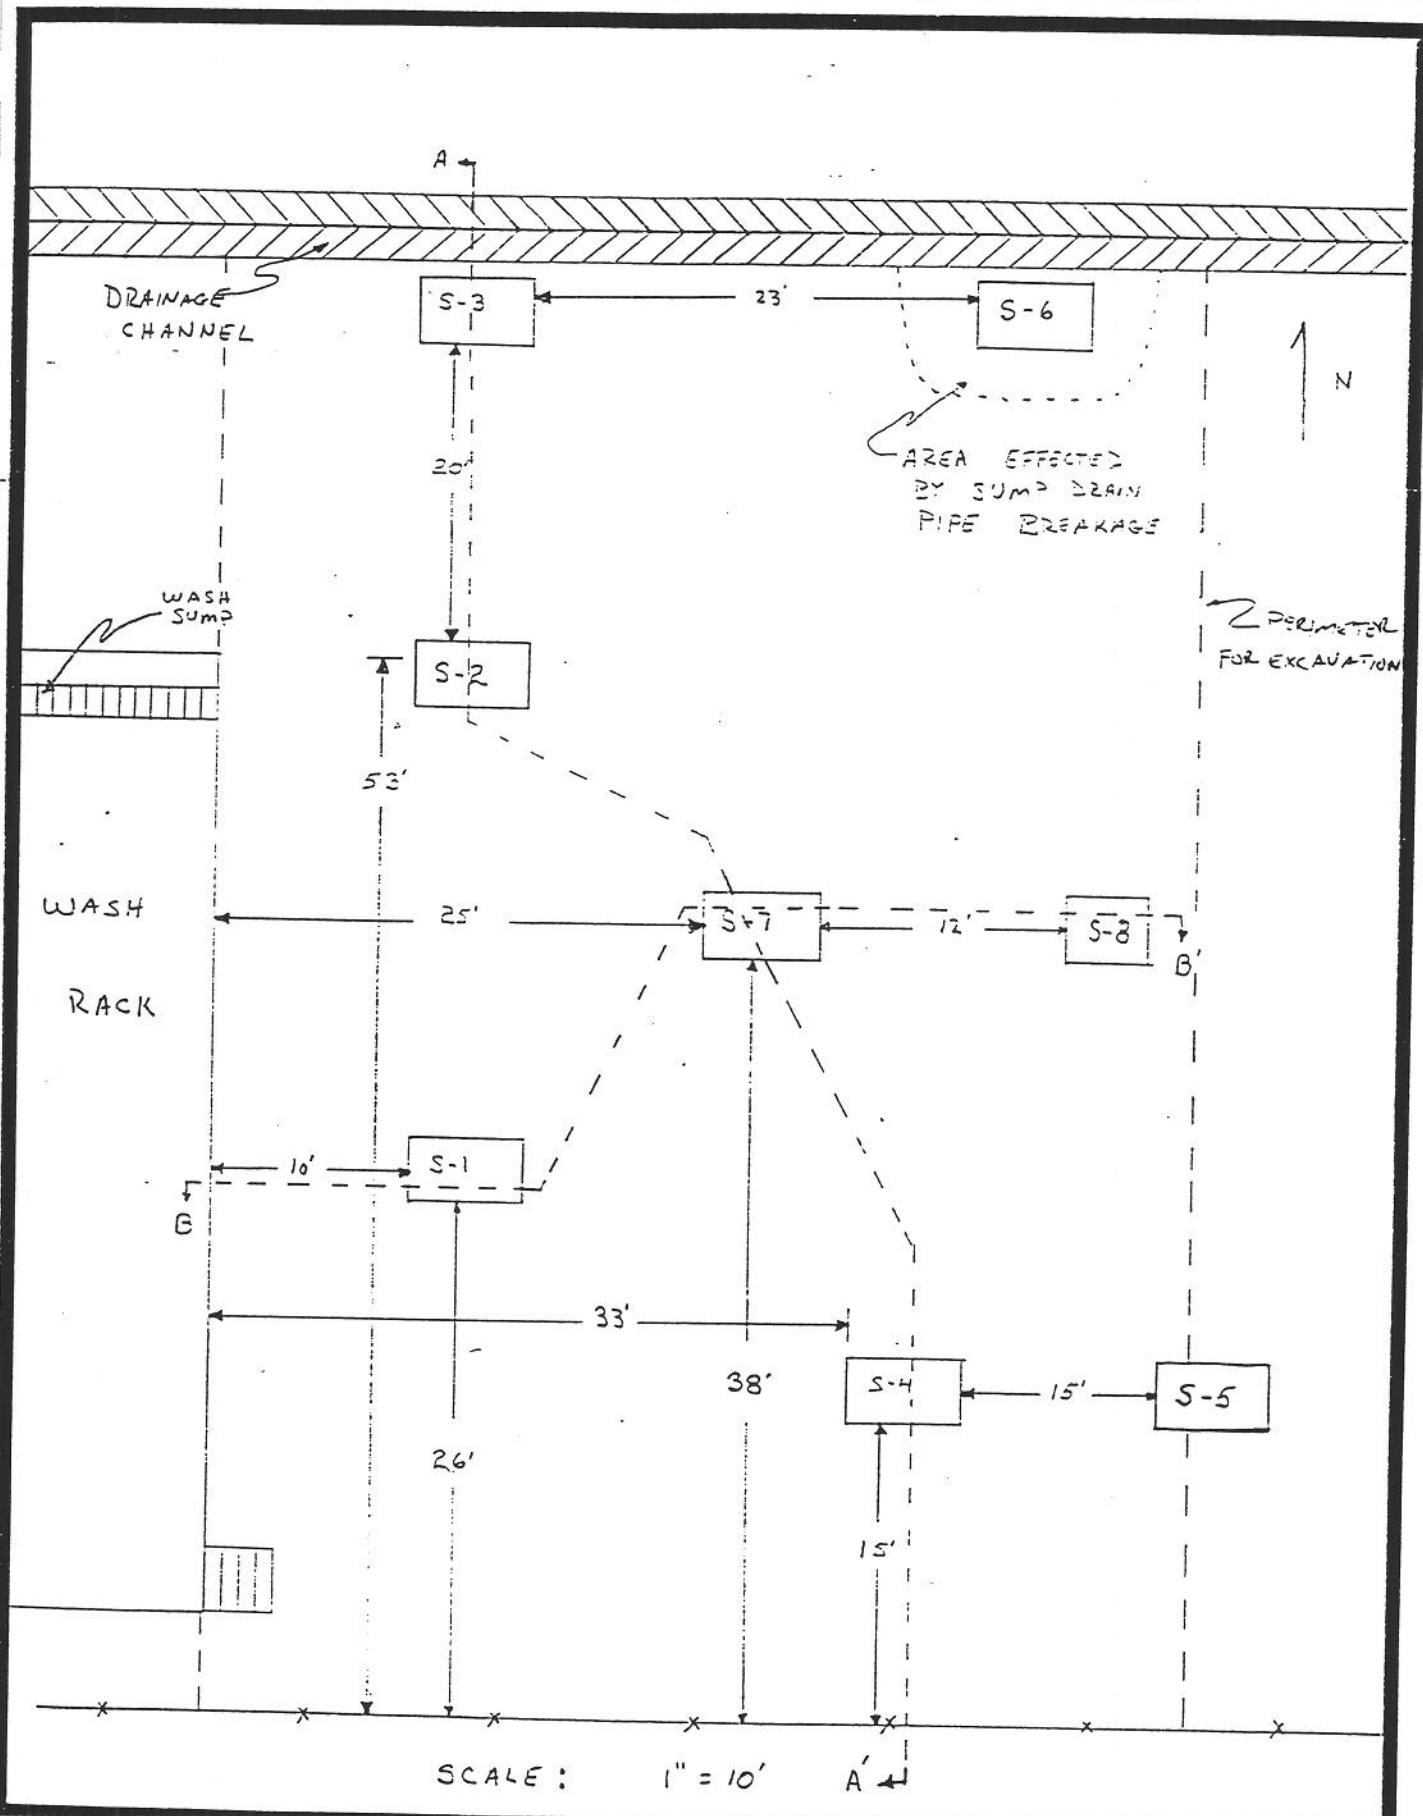 A
DRAINAGE
CHANNEL
S-3
23'
S-6
N
20'
AREA EFFECTED
BY SUMP DRAIN
PIPE BREAKAGE
WASH
SUMP
PERIMETER
FOR EXCAVATION
S-2
53'
WASH
RACK
25'
S-7
12'
S-8
B'
10'
S-1
B
33'
38'
S-4
15'
S-5
26'
15'
SCALE: 1" = 10'
A'